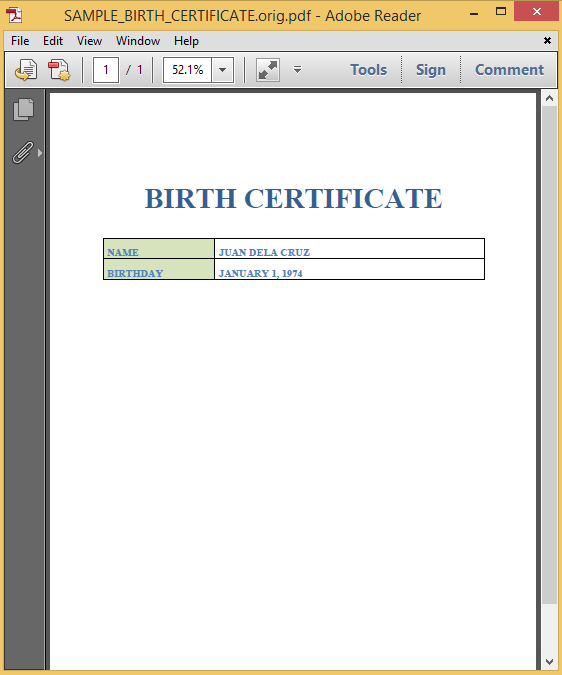 SAMPLE_BIRTH_CERTIFICATE.orig.pdf - Adobe Reader
File Edit View Window Help
1 / 1 52.1% Tools Sign Comment
BIRTH CERTIFICATE
NAME JUAN DELA CRUZ
BIRTHDAY JANUARY 1, 1974